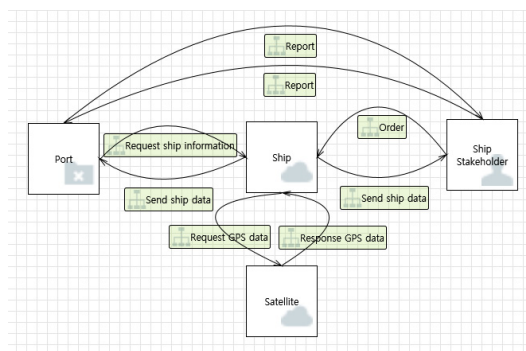 Report
Report
Request ship information
Order
Port
Ship
Ship
Stakeholder
Send ship data
Send ship data
Request GPS data
Response GPS data
Satellite